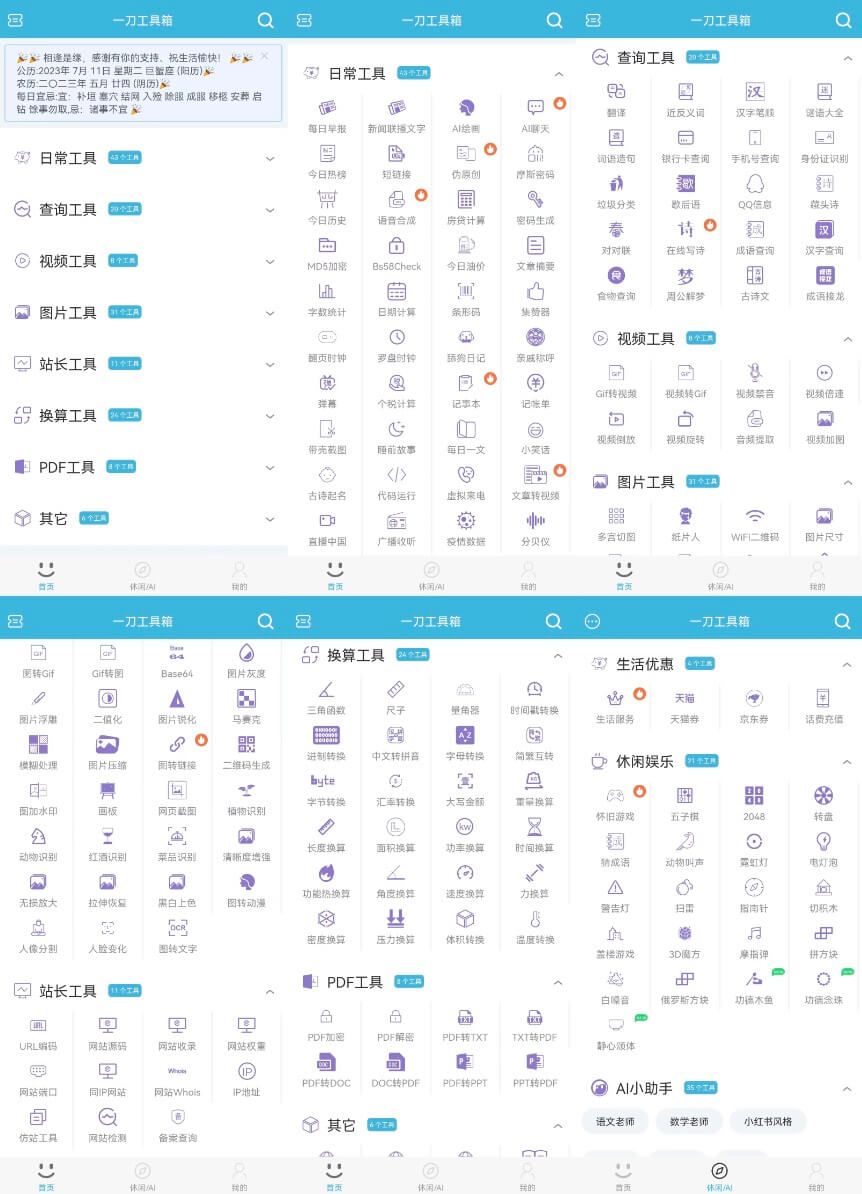 一刀工具箱
🎉🎉 相逢是缘,感谢有你的支持、祝生活愉快! 🎉🎉
公历:2023年 7月 11日 星期二 巨蟹座 (阳历)🎉
农历:二〇二三年 五月 廿四 (阴历)🎉
每日宜忌:宜: 补垣 塞穴 结网 入殓 除服 成服 移柩 安葬 启
钻 馀事勿取,忌: 诸事不宜 🎉
日常工具 43 个工具
查询工具 20 个工具
视频工具 8 个工具
图片工具 31 个工具
站长工具 11 个工具
换算工具 24 个工具
PDF工具 8 个工具
其它 6 个工具
首页 休闲/AI 我的
一刀工具箱
日常工具 43 个工具
每日早报 新闻联播文字 AI绘画 AI聊天
今日热榜 短链接 伪原创 摩斯密码
今日历史 语音合成 房贷计算 密码生成
MD5加密 Bs58Check 今日油价 文章摘要
字数统计 日期计算 条形码 集赞器
翻页时钟 罗盘时钟 舔狗日记 亲戚称呼
弹幕 个税计算 记事本 记帐单
带壳截图 睡前故事 每日一文 小笑话
古诗起名 代码运行 虚拟来电 文章转视频
直播中国 广播收听 疫情数据 分贝仪
首页 休闲/AI 我的
一刀工具箱
查询工具 20 个工具
翻译 近反义词 汉字笔顺 谜语大全
词语造句 银行卡查询 手机号查询 身份证识别
垃圾分类 歇后语 QQ信息 藏头诗
对对联 在线写诗 成语查询 汉字查询
食物查询 周公解梦 古诗文 成语接龙
视频工具 8 个工具
Gif转视频 视频转Gif 视频禁音 视频倍速
视频倒放 视频旋转 音频提取 视频加图
图片工具 31 个工具
多宫切图 纸片人 WiFi二维码 图片尺寸
首页 休闲/AI 我的
一刀工具箱
图转Gif Gif转图 Base64 图片灰度
图片浮雕 二值化 图片锐化 马赛克
模糊处理 图片压缩 图转链接 二维码生成
图加水印 画板 网页截图 植物识别
动物识别 红酒识别 菜品识别 清晰度增强
无损放大 拉伸恢复 黑白上色 图转动漫
人像分割 人脸变化 图转文字
站长工具 11 个工具
URL编码 网站源码 网站收录 网站权重
网站端口 同IP网站 网站Whois IP地址
仿站工具 网站检测 备案查询
首页 休闲/AI 我的
一刀工具箱
换算工具 24 个工具
三角函数 尺子 量角器 时间戳转换
进制转换 中文转拼音 字母转换 简繁互转
字节转换 汇率转换 大写金额 重量换算
长度换算 面积换算 功率换算 时间换算
功能热换算 角度换算 速度换算 力换算
密度换算 压力换算 体积转换 温度转换
PDF工具 8 个工具
PDF加密 PDF解密 PDF转TXT TXT转PDF
PDF转DOC DOC转PDF PDF转PPT PPT转PDF
其它 6 个工具
首页 休闲/AI 我的
一刀工具箱
生活优惠 4 个工具
生活服务 天猫券 京东券 话费充值
休闲娱乐 21 个工具
怀旧游戏 五子棋 2048 转盘
猜成语 动物叫声 霓虹灯 电灯泡
警告灯 扫雷 指南针 切积木
盖楼游戏 3D魔方 摩指弹 拼方块
白噪音 俄罗斯方块 功德木鱼 功德念珠
静心颂体
AI小助手 35 个工具
语文老师 数学老师 小红书风格
首页 休闲/AI 我的